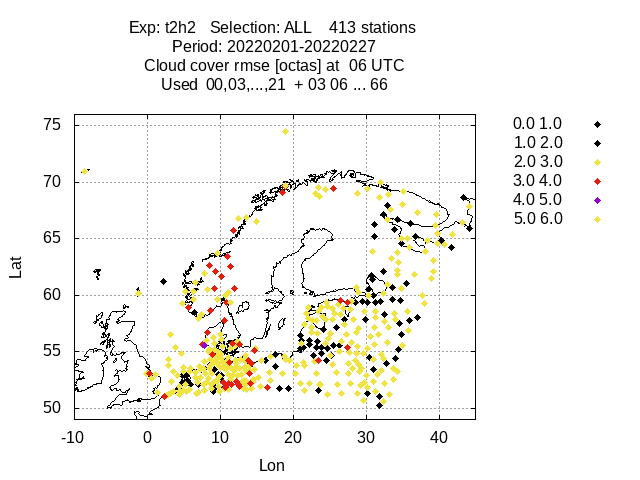 Exp: t2h2 Selection: ALL 413 stations
Period: 20220201-20220227
Cloud cover rmse [octas] at 06 UTC
Used 00,03,...,21 + 03 06 ... 66
0.0 1.0
1.0 2.0
2.0 3.0
3.0 4.0
4.0 5.0
5.0 6.0
75
70
65
60
55
50
Lat
-10 0 10 20 30 40
Lon